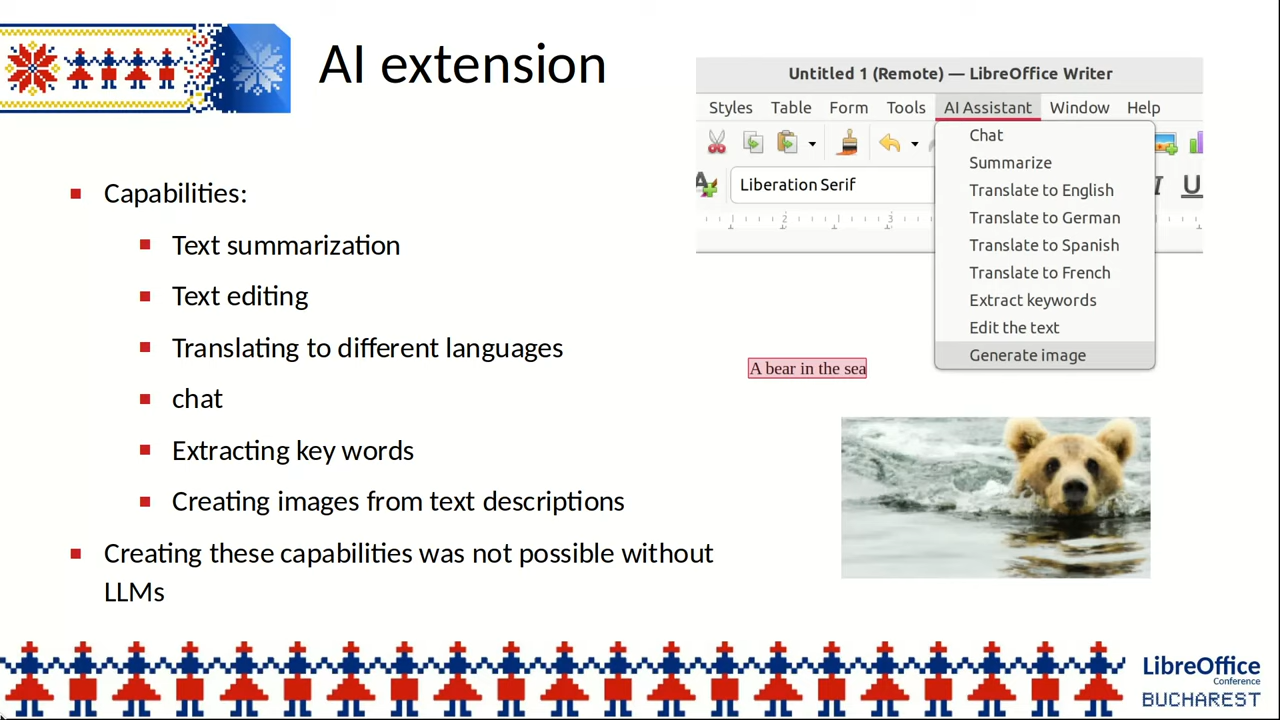 AI extension
Capabilities:
Text summarization
Text editing
Translating to different languages
chat
Extracting key words
Creating images from text descriptions
Creating these capabilities was not possible without
LLMs
Untitled 1 (Remote) — LibreOffice Writer
Styles Table Form Tools AI Assistant Window Help
Liberation Serif
2 3
Chat
Summarize
Translate to English
Translate to German
Translate to Spanish
Translate to French
Extract keywords
Edit the text
Generate image
A bear in the sea
LibreOffice
Conference
BUCHAREST